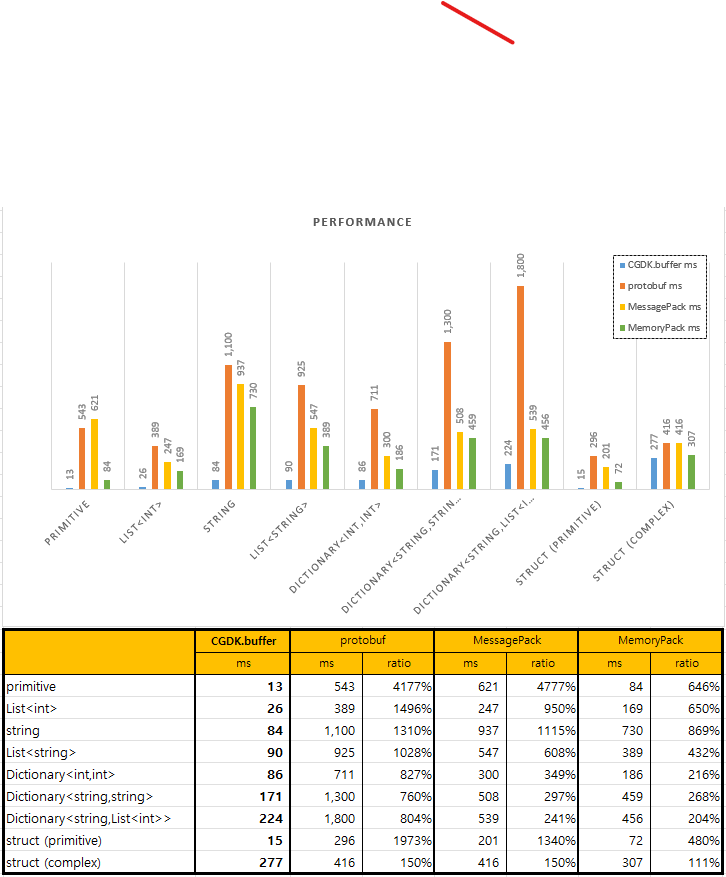 PERFORMANCE
CGDK.buffer ms
protobuf ms
MessagePack ms
MemoryPack ms
13 543 621 84
26 389 247 169
84 1,100 937 730
90 925 547 389
86 711 300 186
171 1,300 508 459
224 1,800 539 456
15 296 201 72
277 416 416 307
PRIMITIVE
LIST<INT>
STRING
LIST<STRING>
DICTIONARY<INT,INT>
DICTIONARY<STRING,STRIN...
DICTIONARY<STRING,LIST<I...
STRUCT (PRIMITIVE)
STRUCT (COMPLEX)
CGDK.buffer protobuf MessagePack MemoryPack
ms ms ratio ms ratio ms ratio
primitive 13 543 4177% 621 4777% 84 646%
List<int> 26 389 1496% 247 950% 169 650%
string 84 1,100 1310% 937 1115% 730 869%
List<string> 90 925 1028% 547 608% 389 432%
Dictionary<int,int> 86 711 827% 300 349% 186 216%
Dictionary<string,string> 171 1,300 760% 508 297% 459 268%
Dictionary<string,List<int>> 224 1,800 804% 539 241% 456 204%
struct (primitive) 15 296 1973% 201 1340% 72 480%
struct (complex) 277 416 150% 416 150% 307 111%